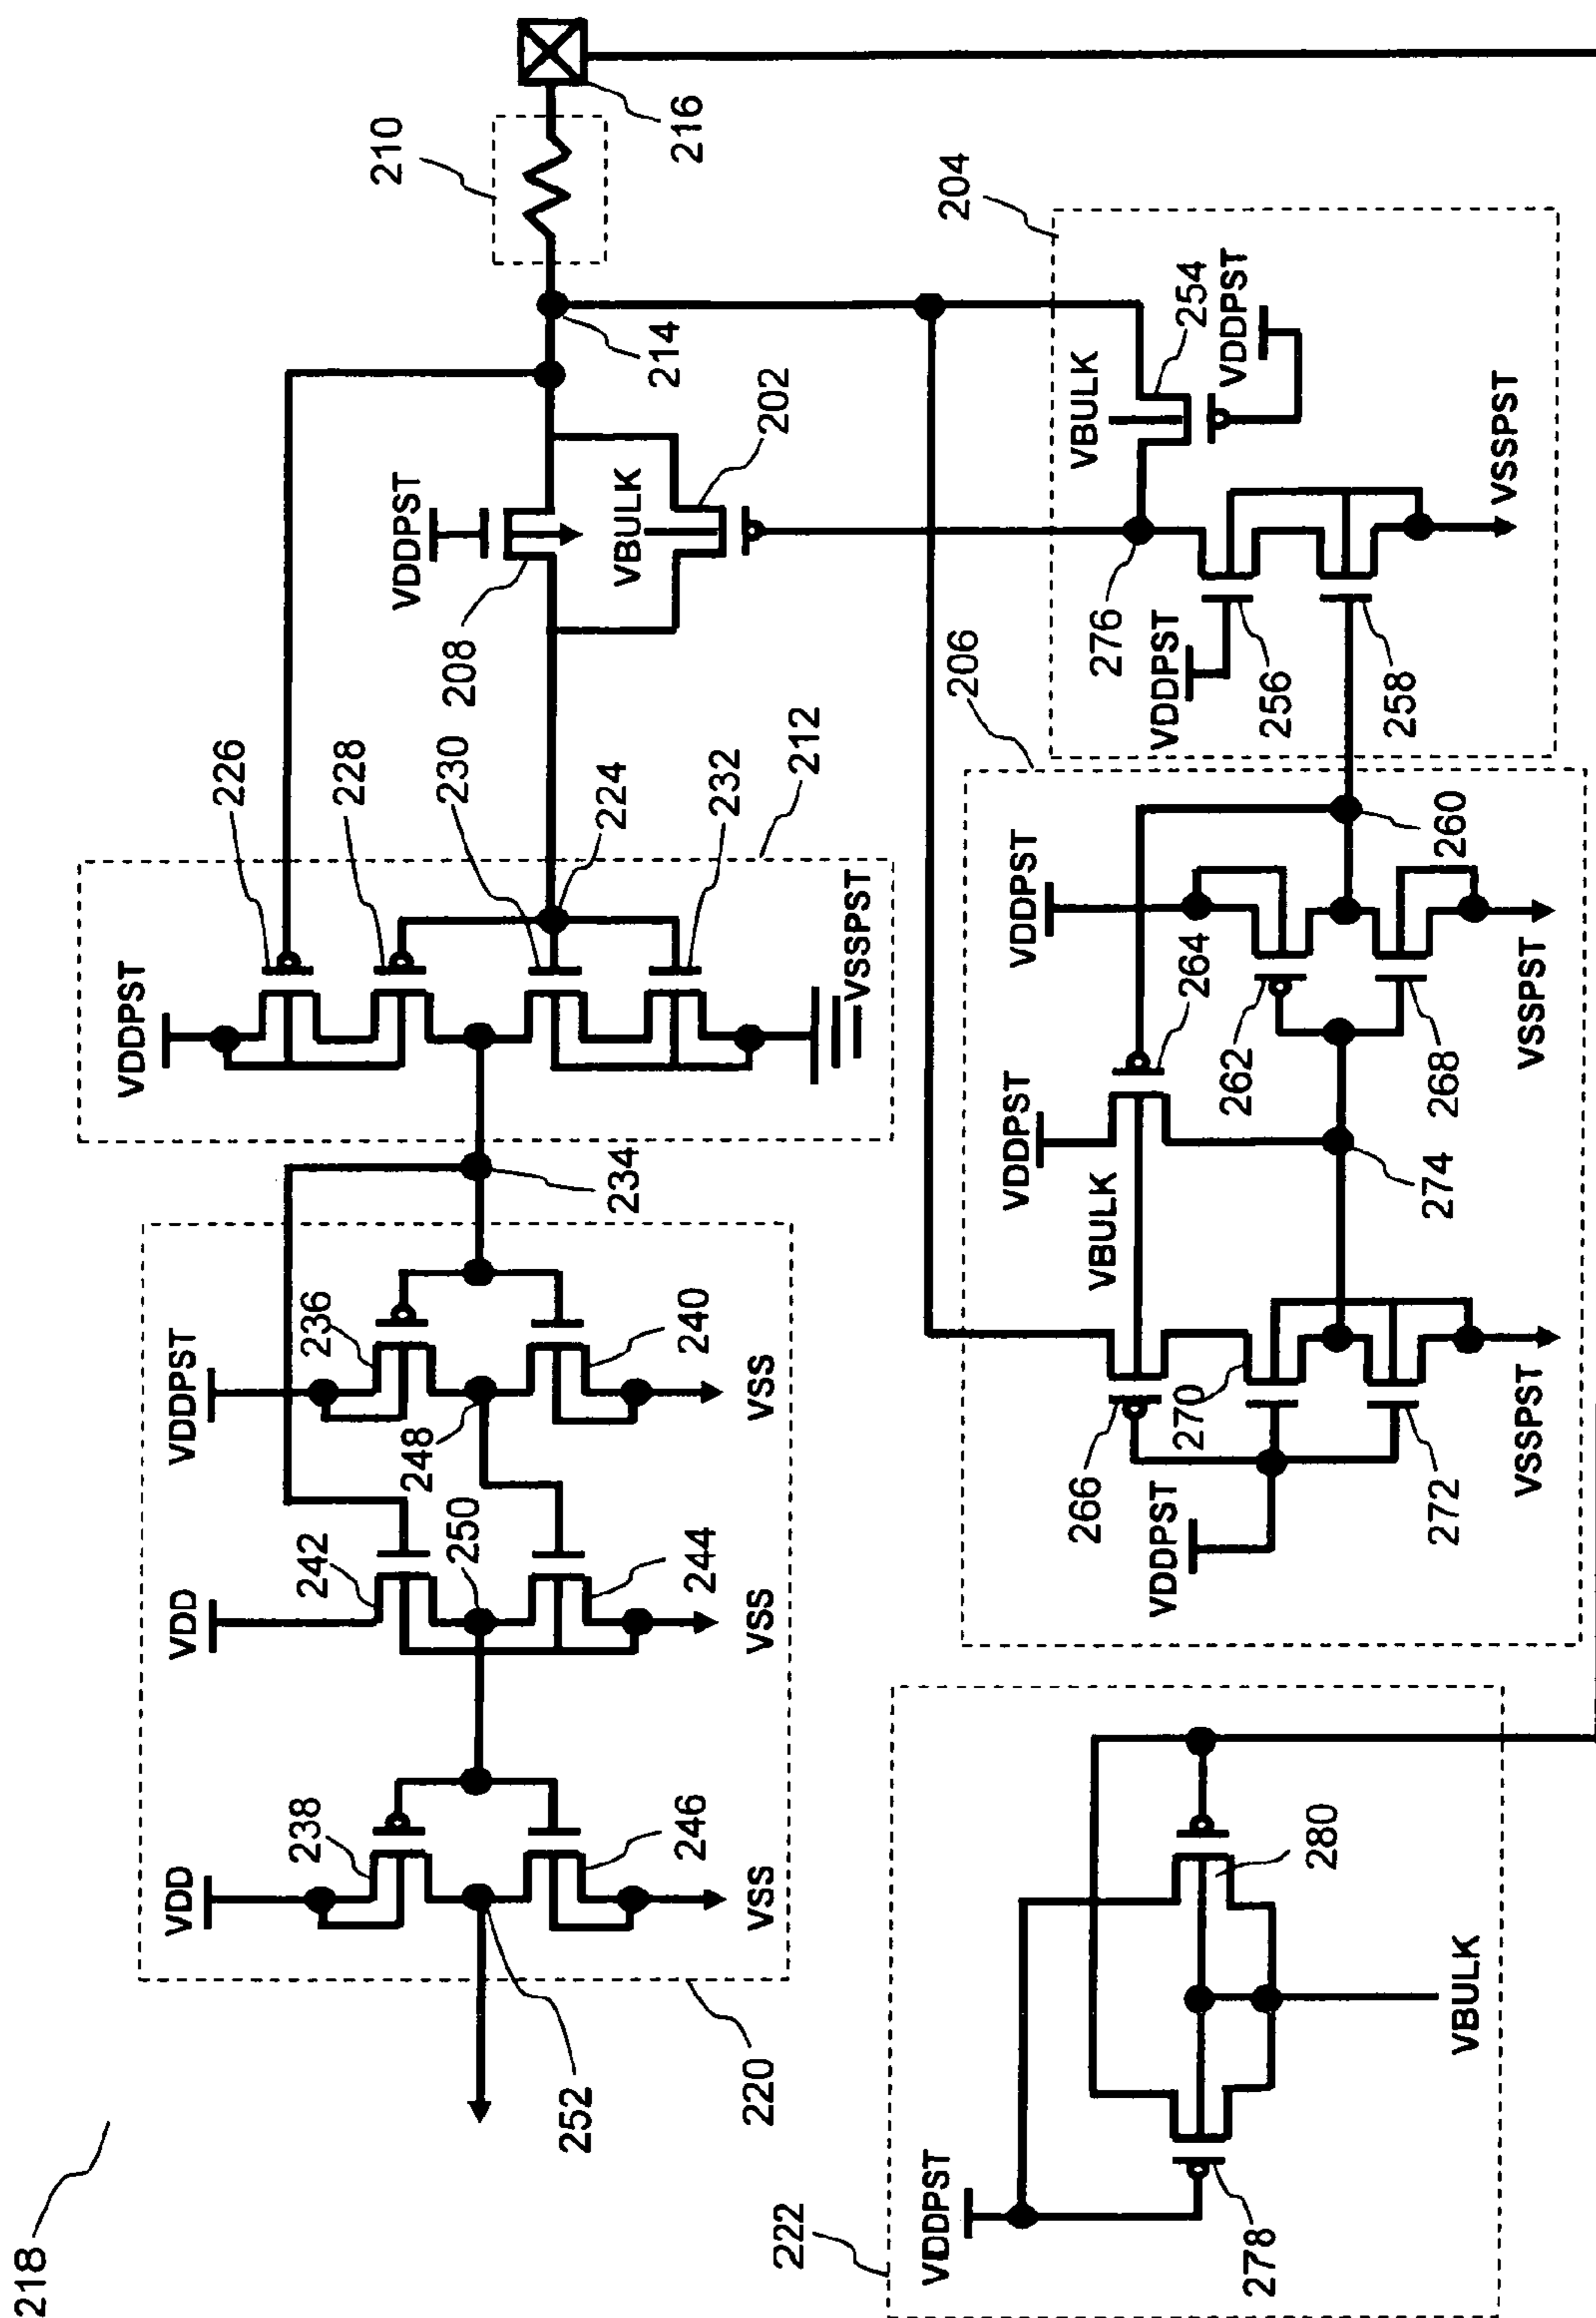 218
VDD
238
246
VSS
252
220
VDD
242
250
244
VSS
VDDPST
236
248
240
VSS
234
VDDPST
226
228
230
224
232
212
VSSPST
VDDPST
208
VBULK
202
214
210
216
222
VDDPST
278
280
VBULK
206
VDDPST
266
270
272
VSSPST
VBULK
VDDPST
264
274
VDDPST
262
268
260
VSSPST
204
276
VDDPST
256
258
VBULK
254
VDDPST
VSSPST